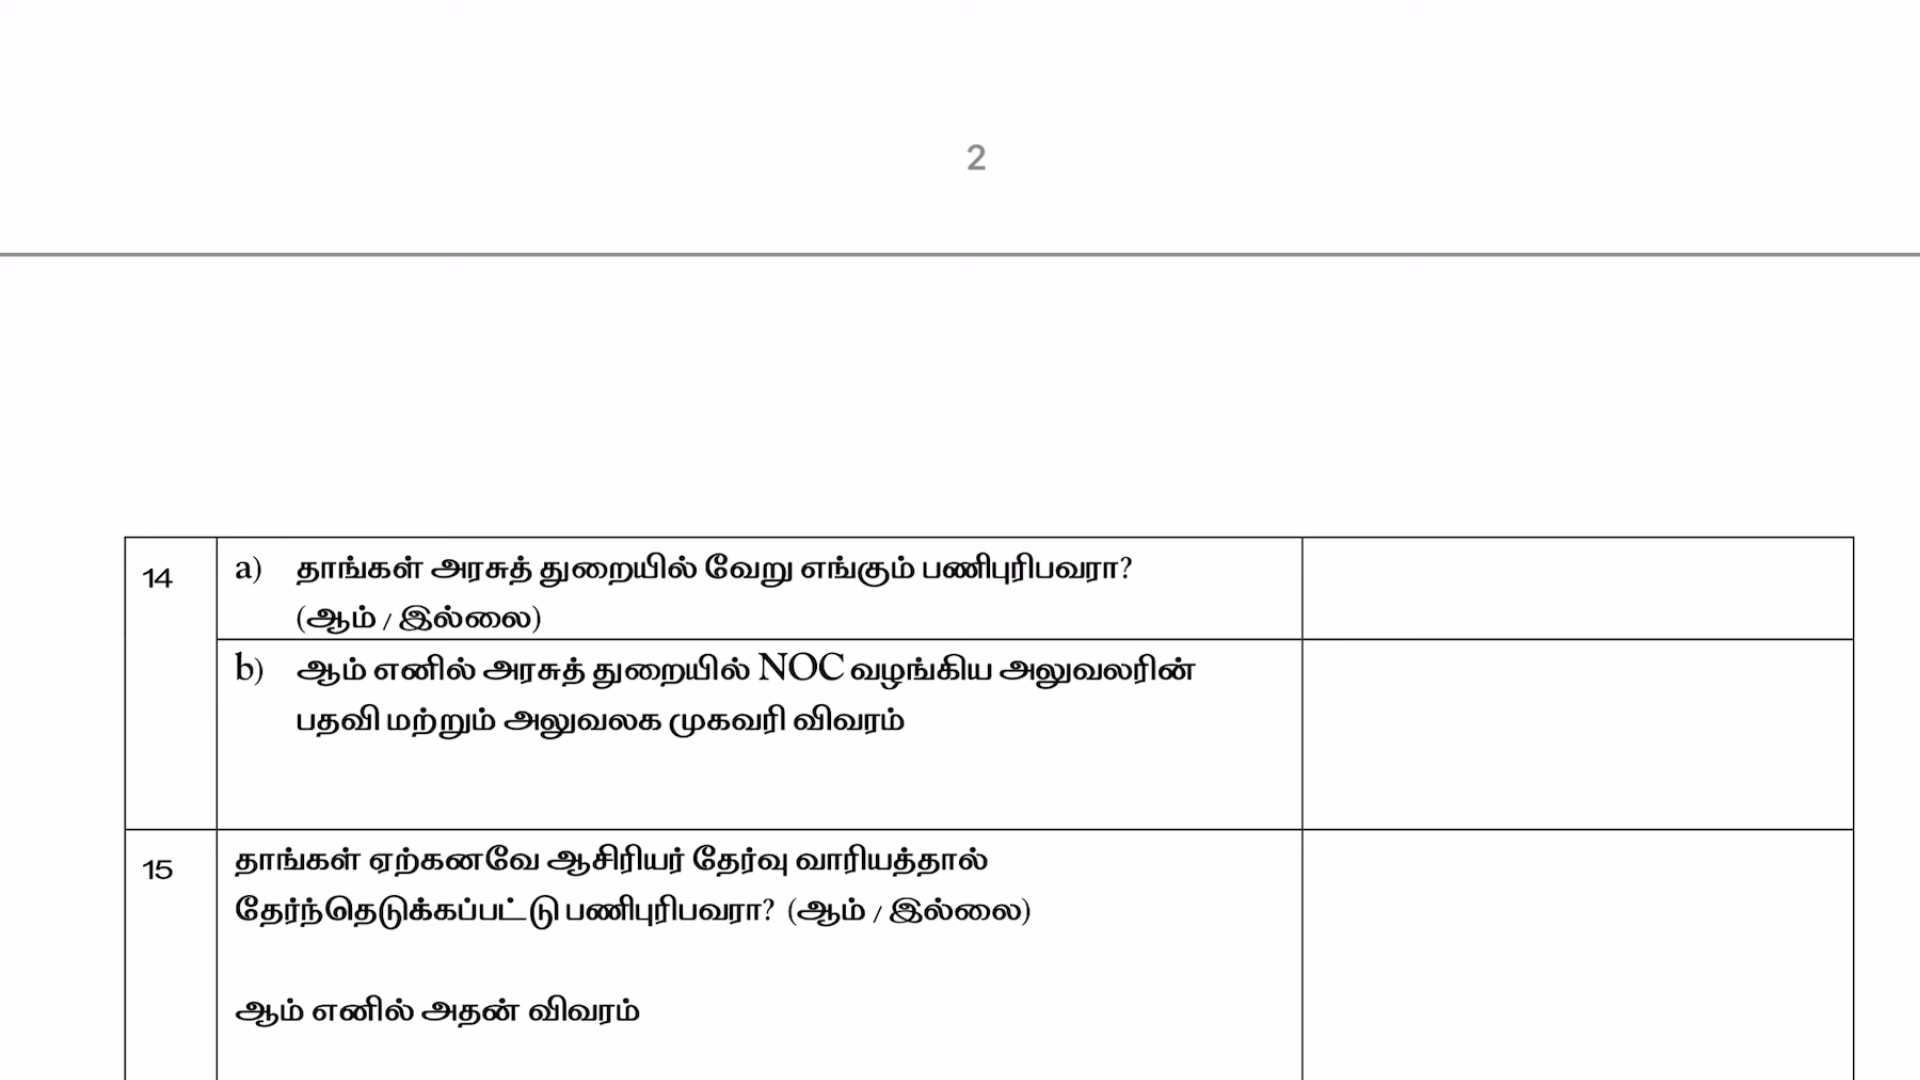 2
14
a) தாங்கள் அரசுத் துறையில் வேறு எங்கும் பணிபுரிபவரா?
(ஆம் / இல்லை)
b) ஆம் எனில் அரசுத் துறையில் NOC வழங்கிய அலுவலரின்
பதவி மற்றும் அலுவலக முகவரி விவரம்
15
தாங்கள் ஏற்கனவே ஆசிரியர் தேர்வு வாரியத்தால்
தேர்ந்தெடுக்கப்பட்டு பணிபுரிபவரா? (ஆம் / இல்லை)
ஆம் எனில் அதன் விவரம்